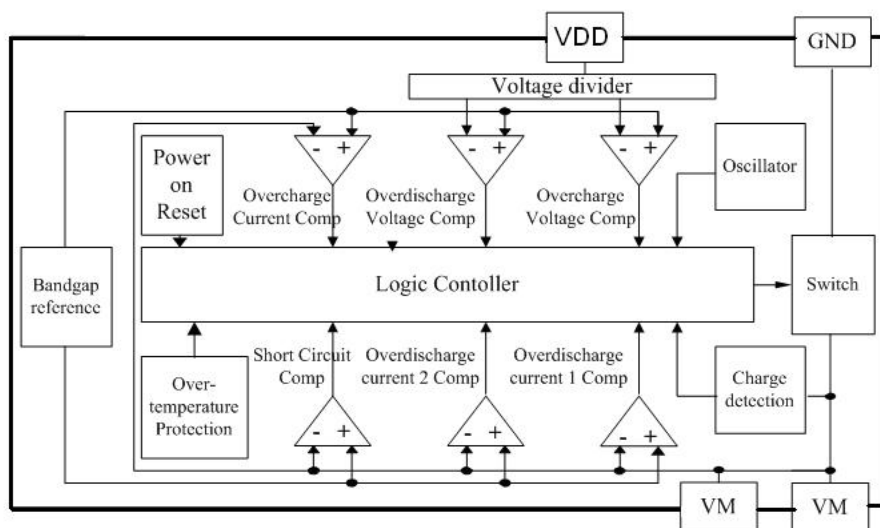 VDD
GND
Voltage divider
- +
- +
- +
Power
on
Reset
Overcharge
Current Comp
Overdischarge
Voltage Comp
Overcharge
Voltage Comp
Oscillator
Bandgap
reference
Logic Contoller
Switch
Over-
temperature
Protection
Short Circuit
Comp
Overdischarge
current 2 Comp
Overdischarge
current 1 Comp
Charge
detection
- +
- +
- +
VM
VM